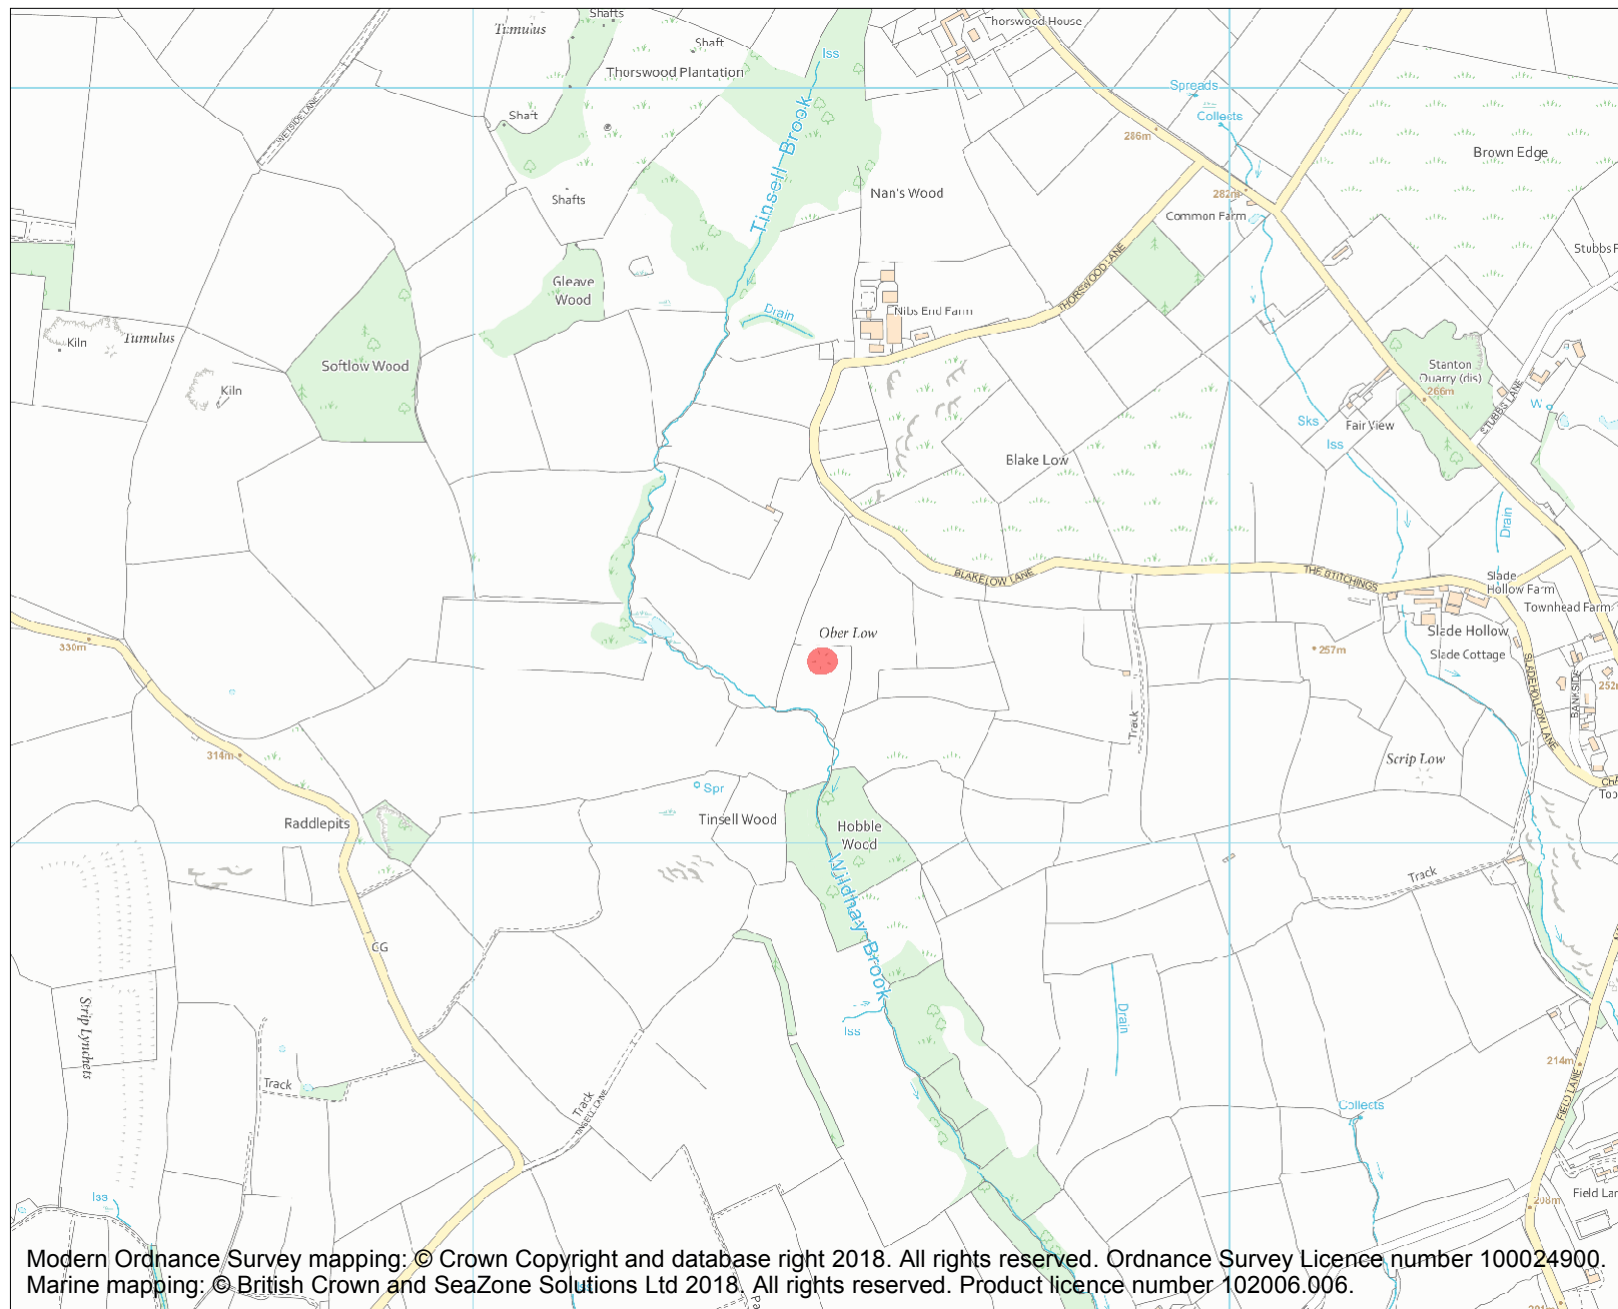 Shafts
Thorswood House
Tumulus
Shaft
Iss
Thorswood Plantation
Spreads
Collects
WETSIDE LANE
Shaft
286m
Brown Edge
Tinsell Brook
Nan's Wood
Shafts
282m
Common Farm
THORSWOOD LANE
Gleave
Wood
Drain
Nibs End Farm
Kiln
Tumulus
Softlow Wood
Kiln
Stanton
Quarry (dis)
266m
STUBBS LANE
W
Sks
Fair View
Iss
Blake Low
Drain
BLAKELOW LANE
THE STITCHINGS
Slade
Hollow Farm
Townhead Farm
Ober Low
Slade Hollow
330m
257m
Slade Cottage
SLADEHOLLOW LANE
BANKSIDE
252m
Track
314m
Scrip Low
Spr
Raddlepits
Tinsell Wood
Hobble
Wood
Wildhay Brook
Track
CG
Strip Lynchets
Drain
Iss
214m
Track
Track
TINSELL LANE
FIELD LANE
Collects
Iss
208m
Field Lan
Modern Ordnance Survey mapping: © Crown Copyright and database right 2018. All rights reserved. Ordnance Survey Licence number 100024900.
Marine mapping: © British Crown and SeaZone Solutions Ltd 2018. All rights reserved. Product licence number 102006.006.